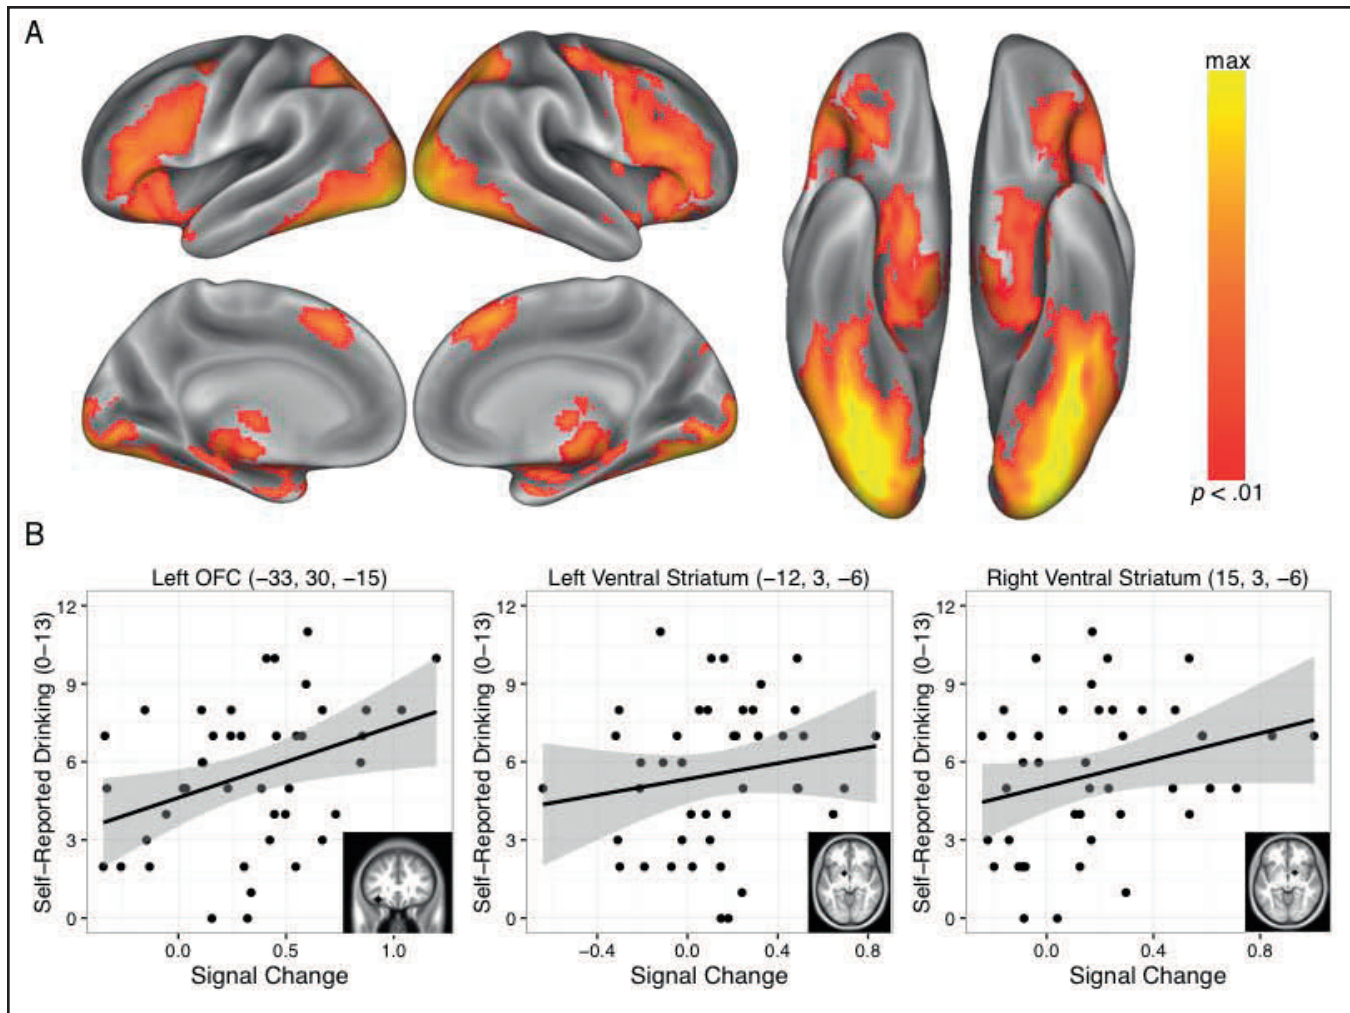 A
max
p < .01
B
Left OFC (−33, 30, −15)
Left Ventral Striatum (−12, 3, −6)
Right Ventral Striatum (15, 3, −6)
Self−Reported Drinking (0−13)
12
9
6
3
0
0.0 0.5 1.0
Signal Change
Self−Reported Drinking (0−13)
12
9
6
3
0
−0.4 0.0 0.4 0.8
Signal Change
Self−Reported Drinking (0−13)
12
9
6
3
0
0.0 0.4 0.8
Signal Change